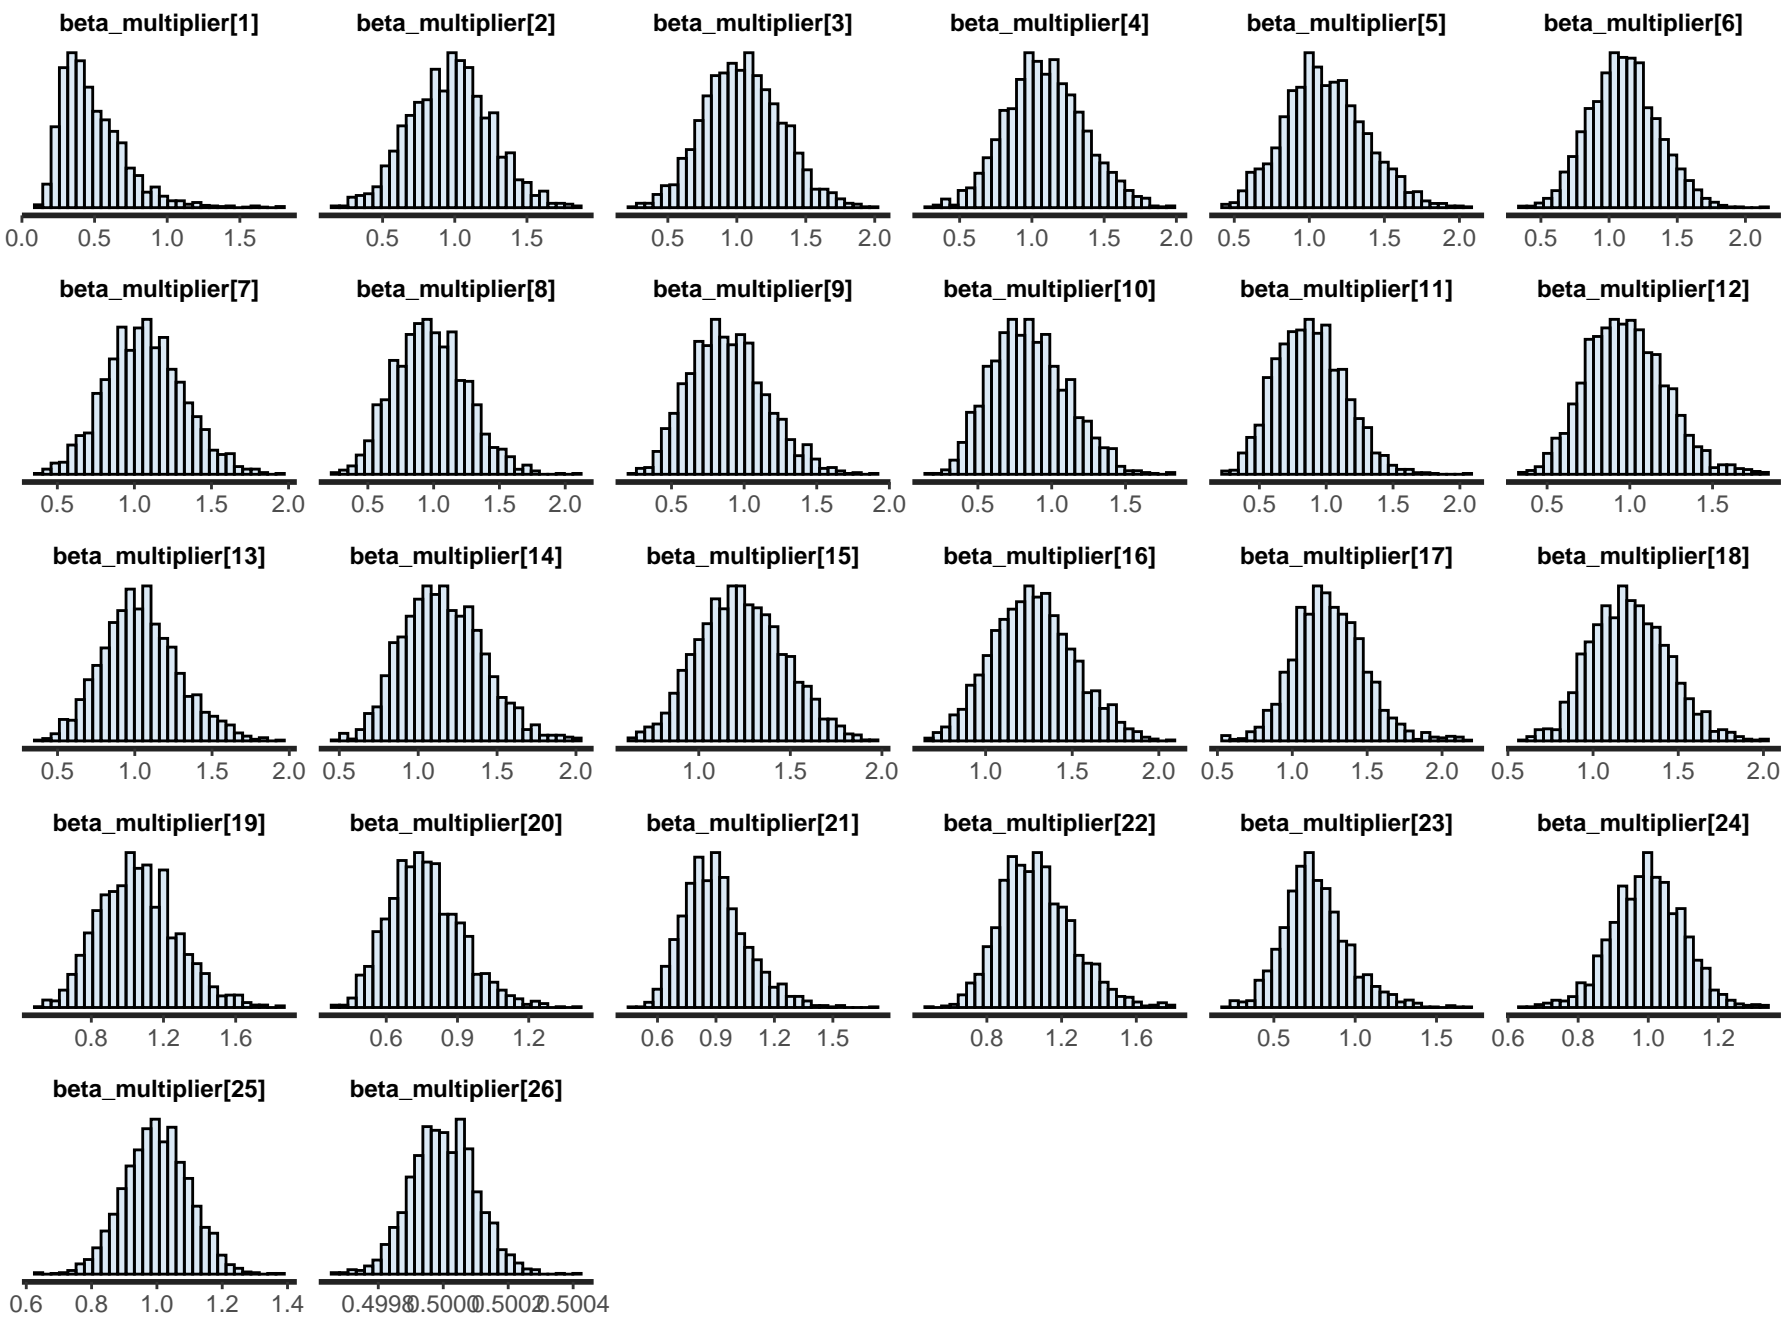 beta_multiplier[1] beta_multiplier[2] beta_multiplier[3] beta_multiplier[4] beta_multiplier[5] beta_multiplier[6]
0.0 0.5 1.0 1.5 0.5 1.0 1.5 0.5 1.0 1.5 2.0 0.5 1.0 1.5 2.0 0.5 1.0 1.5 2.0 0.5 1.0 1.5 2.0
beta_multiplier[7] beta_multiplier[8] beta_multiplier[9] beta_multiplier[10] beta_multiplier[11] beta_multiplier[12]
0.5 1.0 1.5 2.0 0.5 1.0 1.5 2.0 0.5 1.0 1.5 2.0 0.5 1.0 1.5 0.5 1.0 1.5 2.0 0.5 1.0 1.5
beta_multiplier[13] beta_multiplier[14] beta_multiplier[15] beta_multiplier[16] beta_multiplier[17] beta_multiplier[18]
0.5 1.0 1.5 2.0 0.5 1.0 1.5 2.0 1.0 1.5 2.0 1.0 1.5 2.0 0.5 1.0 1.5 2.0 0.5 1.0 1.5 2.0
beta_multiplier[19] beta_multiplier[20] beta_multiplier[21] beta_multiplier[22] beta_multiplier[23] beta_multiplier[24]
0.8 1.2 1.6 0.6 0.9 1.2 0.6 0.9 1.2 1.5 0.8 1.2 1.6 0.5 1.0 1.5 0.6 0.8 1.0 1.2
beta_multiplier[25] beta_multiplier[26]
0.6 0.8 1.0 1.2 1.4 0.4998 0.5000 0.5002 0.5004